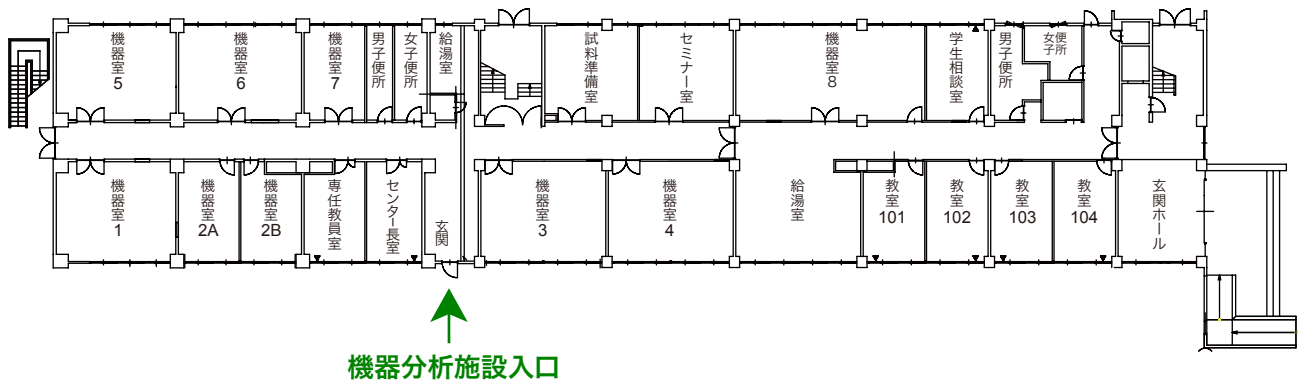 機器室5
機器室6
機器室7
男子便所
女子便所
給湯室
試料準備室
セミナー室
機器室8
学生相談室
男子便所
女子便所
機器室1
機器室2A
機器室2B
専任教員室
センター長室
玄関
機器室3
機器室4
給湯室
教室101
教室102
教室103
教室104
玄関ホール
機器分析施設入口